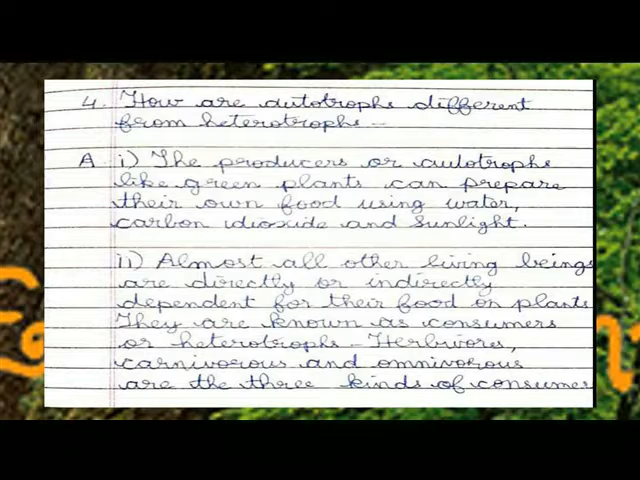 4. How are autotrophs different
from heterotrophs -
A i) The producers or autotrophs
like green plants can prepare
their own food using water,
carbon dioxide and sunlight.
ii) Almost all other living beings
are directly or indirectly
dependent for their food on plants
They are known as consumers
or heterotrophs - Herbivores,
carnivorous and omnivorous
are the three kinds of consumer